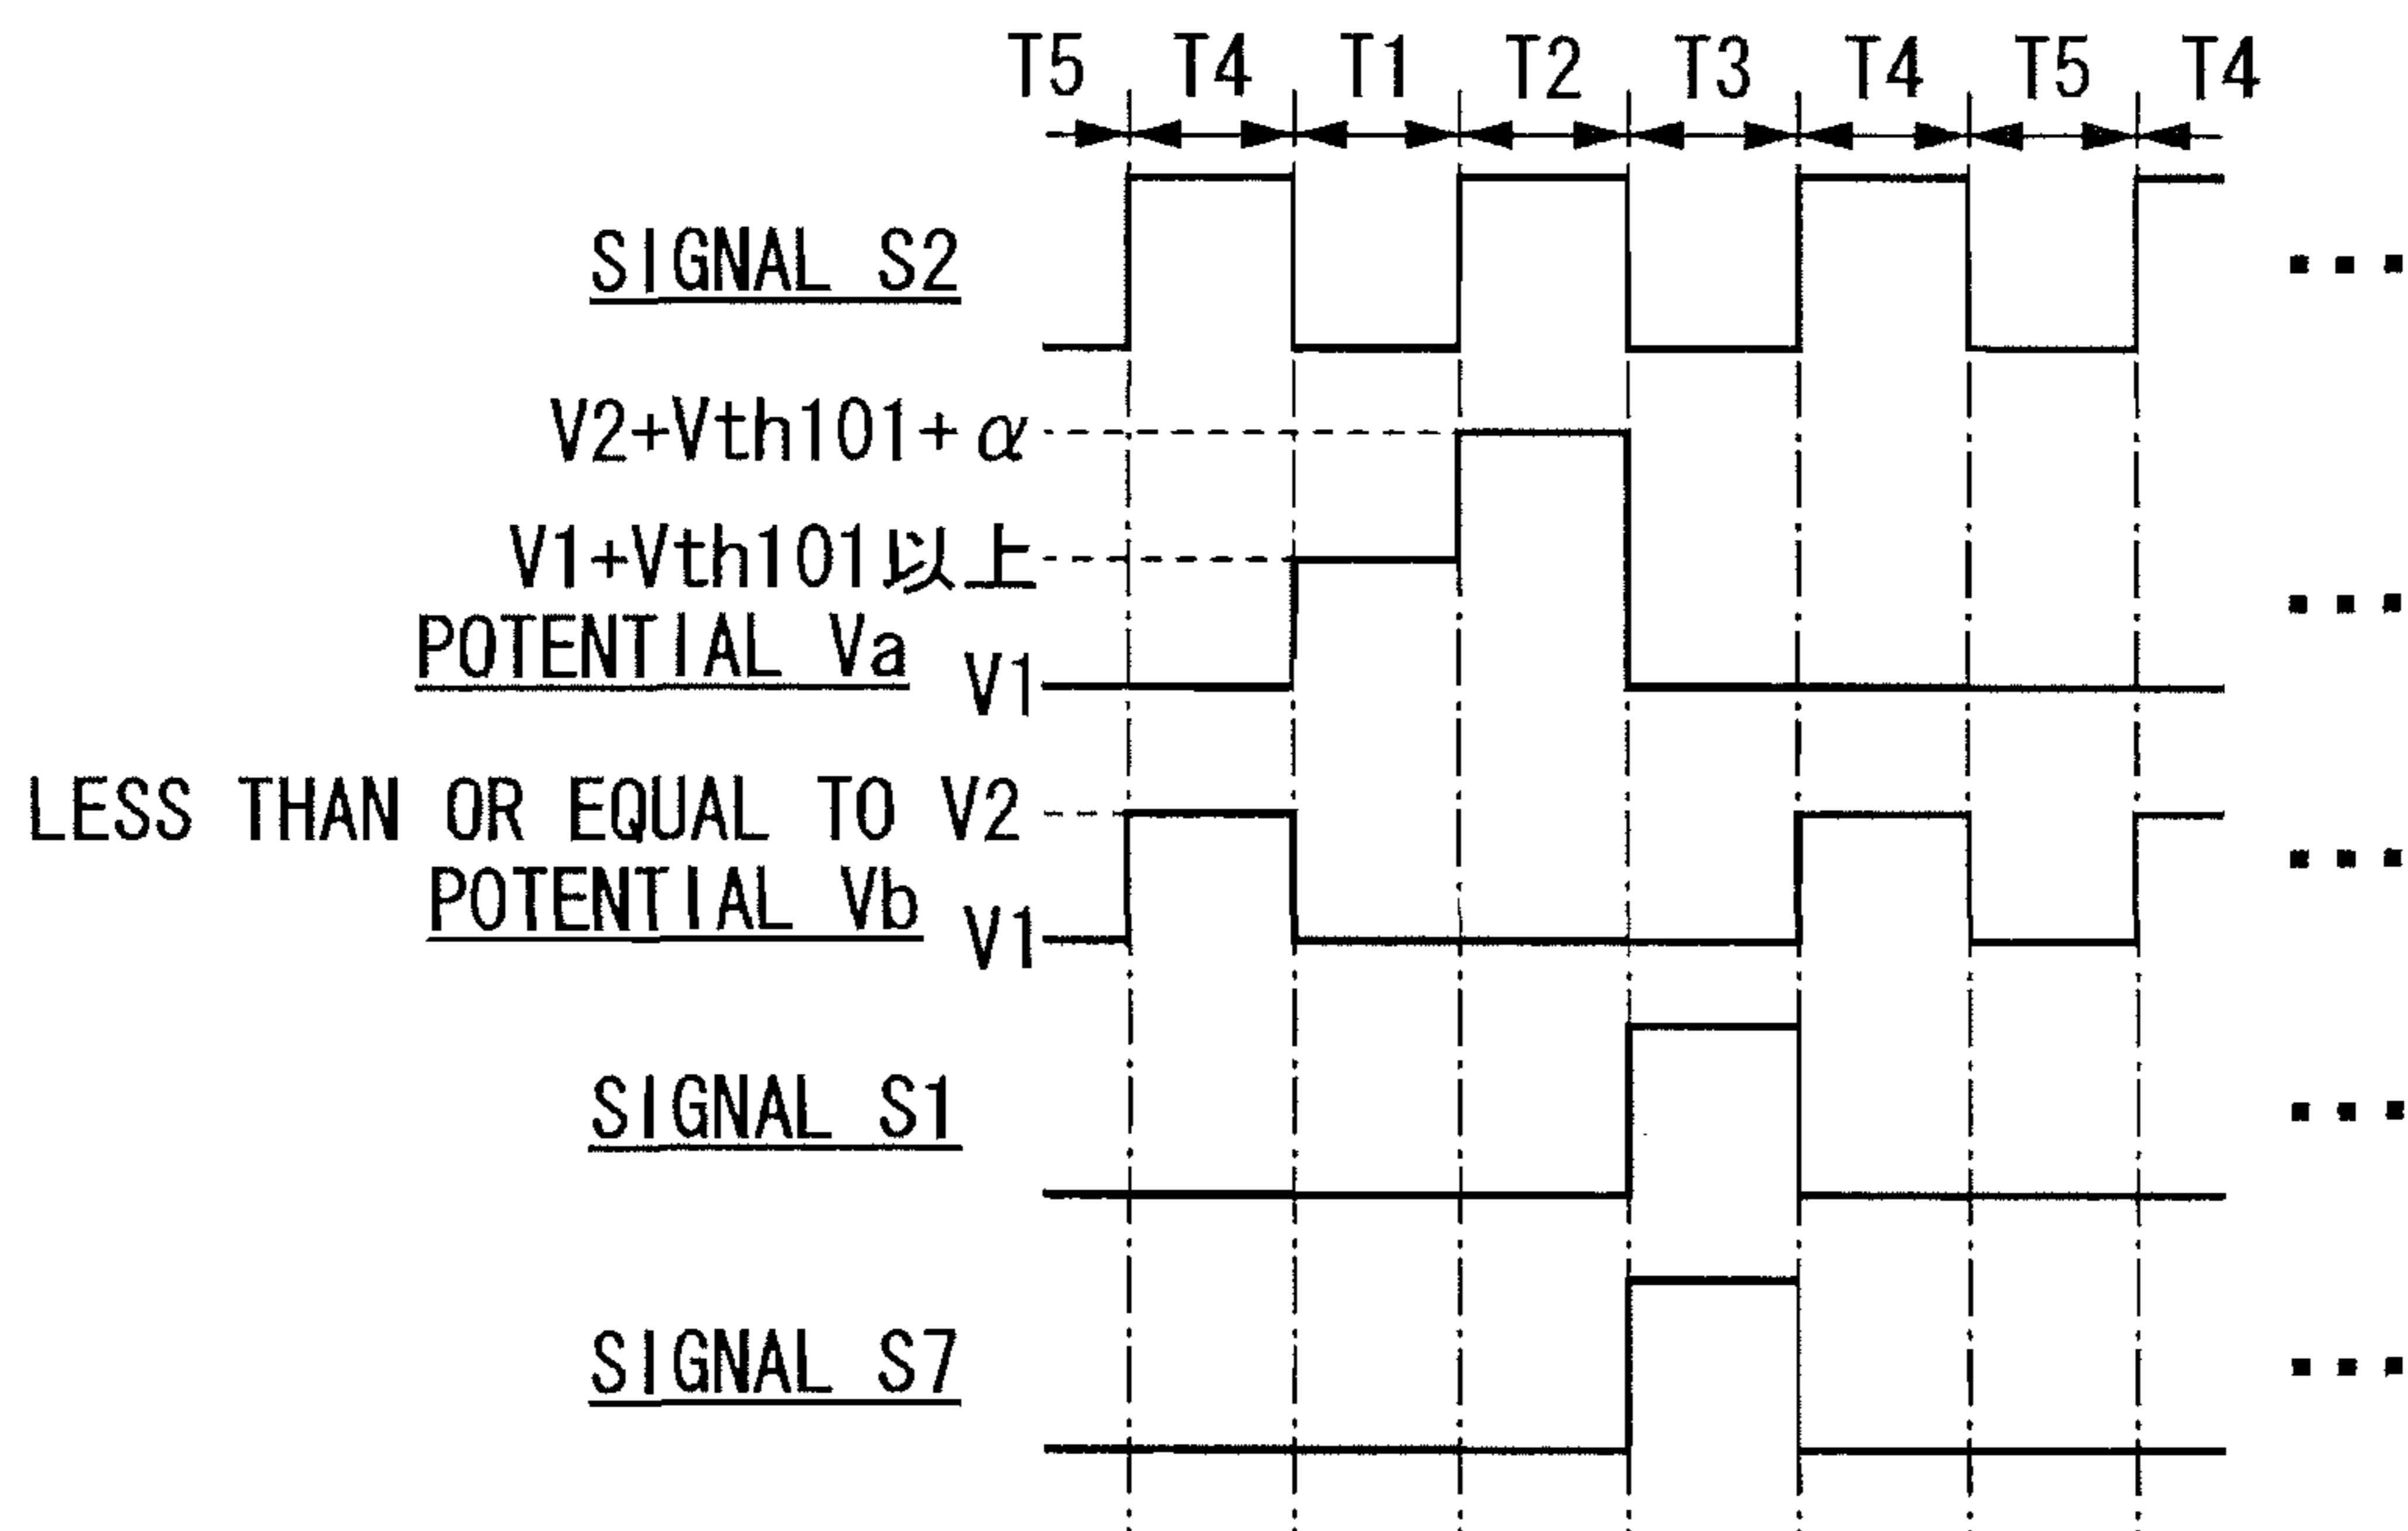 T5 T4 T1 T2 T3 T4 T5 T4
SIGNAL S2
V2+Vth101+α
V1+Vth101以上
POTENTIAL Va
V1
LESS THAN OR EQUAL TO V2
POTENTIAL Vb
V1
SIGNAL S1
SIGNAL S7